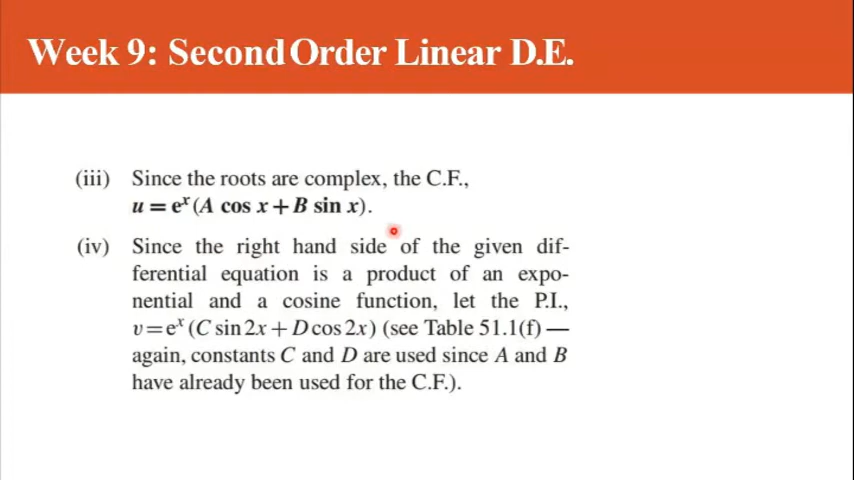 Week 9: Second Order Linear D.E.
(iii) Since the roots are complex, the C.F.,
u = eˣ (A cos x + B sin x).
(iv) Since the right hand side of the given dif-
ferential equation is a product of an expo-
nential and a cosine function, let the P.I.,
v = eˣ (C sin 2x + D cos 2x) (see Table 51.1(f) —
again, constants C and D are used since A and B
have already been used for the C.F.).